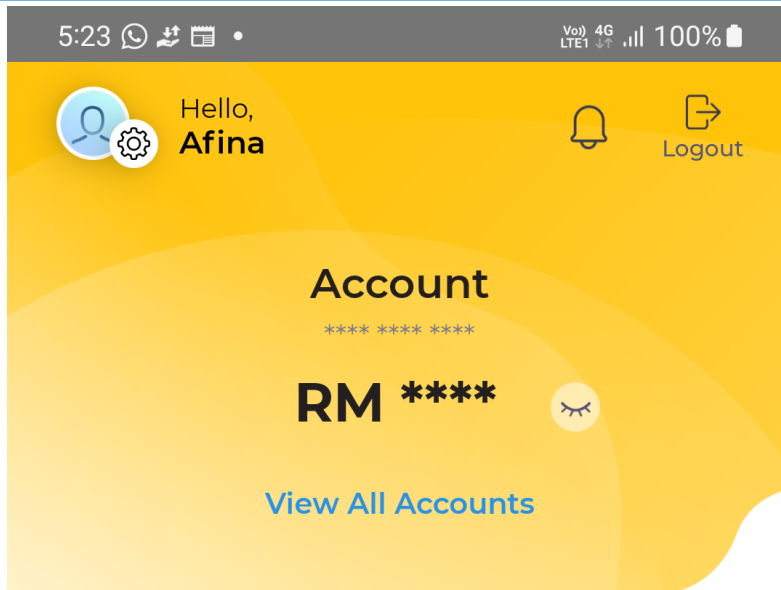 5:23 Vo)) 4G 100%
LTE1
Hello,
Afina
Logout
Account
**** **** ****
RM ****
View All Accounts